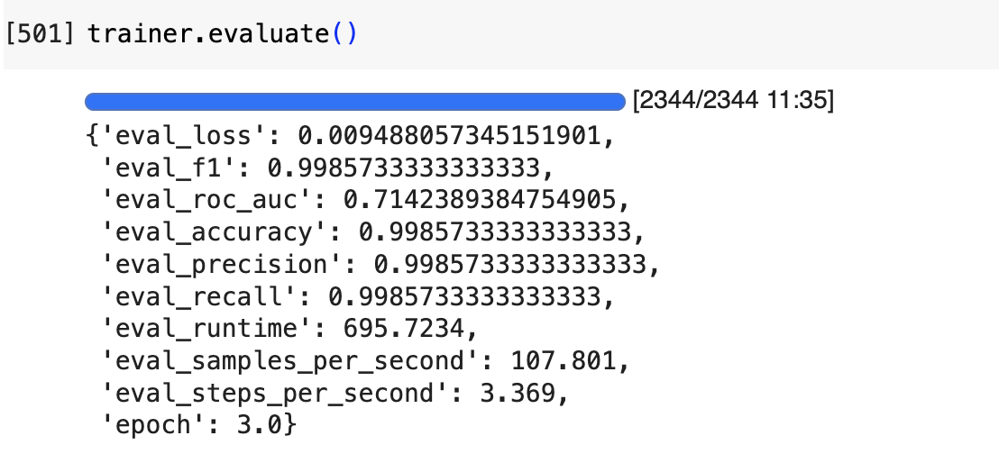 [501] trainer.evaluate()
[2344/2344 11:35]
{'eval_loss': 0.009488057345151901,
'eval_f1': 0.9985733333333333,
'eval_roc_auc': 0.7142389384754905,
'eval_accuracy': 0.9985733333333333,
'eval_precision': 0.9985733333333333,
'eval_recall': 0.9985733333333333,
'eval_runtime': 695.7234,
'eval_samples_per_second': 107.801,
'eval_steps_per_second': 3.369,
'epoch': 3.0}